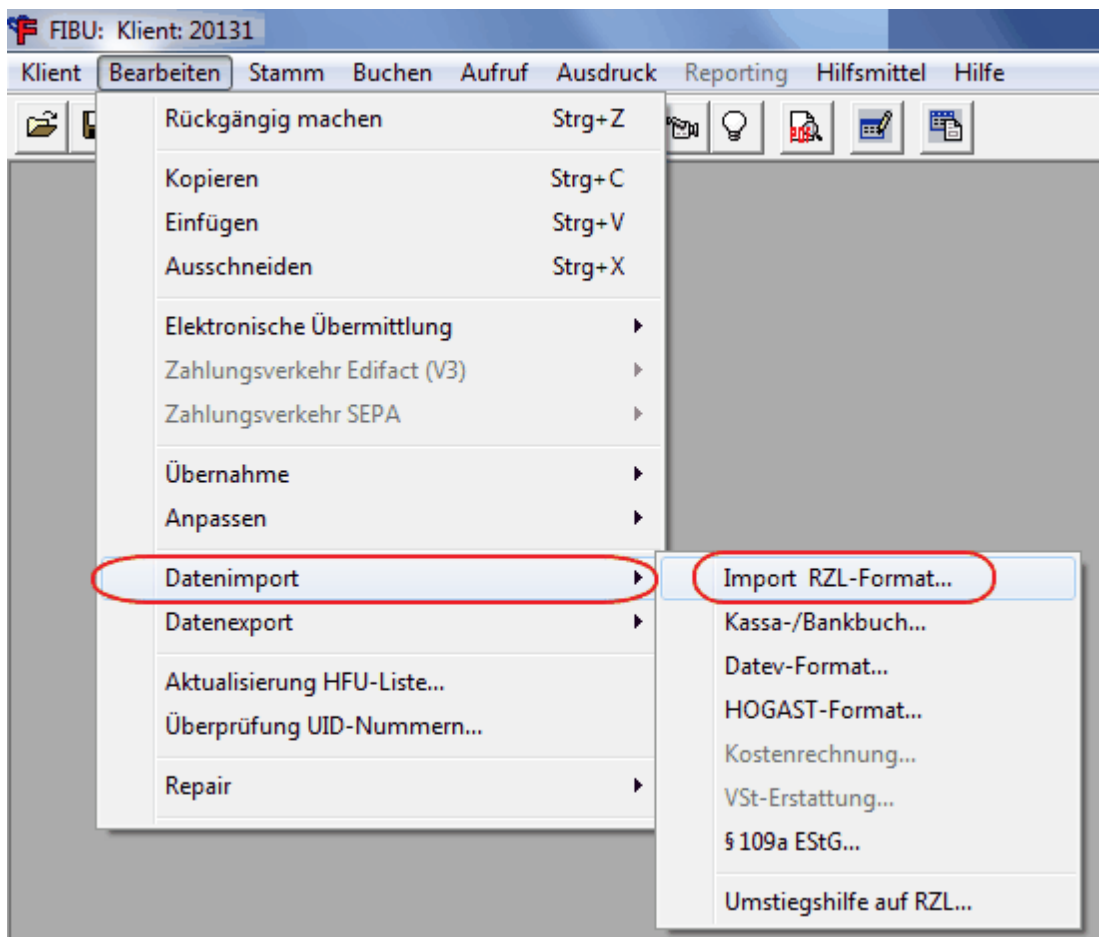 FIBU: Klient: 20131
Klient Bearbeiten Stamm Buchen Aufruf Ausdruck Reporting Hilfsmittel Hilfe
Rückgängig machen Strg+Z
Kopieren Strg+C
Einfügen Strg+V
Ausschneiden Strg+X
Elektronische Übermittlung
Zahlungsverkehr Edifact (V3)
Zahlungsverkehr SEPA
Übernahme
Anpassen
Datenimport
Datenexport
Aktualisierung HFU-Liste...
Überprüfung UID-Nummern...
Repair
Import RZL-Format...
Kassa-/Bankbuch...
Datev-Format...
HOGAST-Format...
Kostenrechnung...
VSt-Erstattung...
§ 109a EStG...
Umstiegshilfe auf RZL...